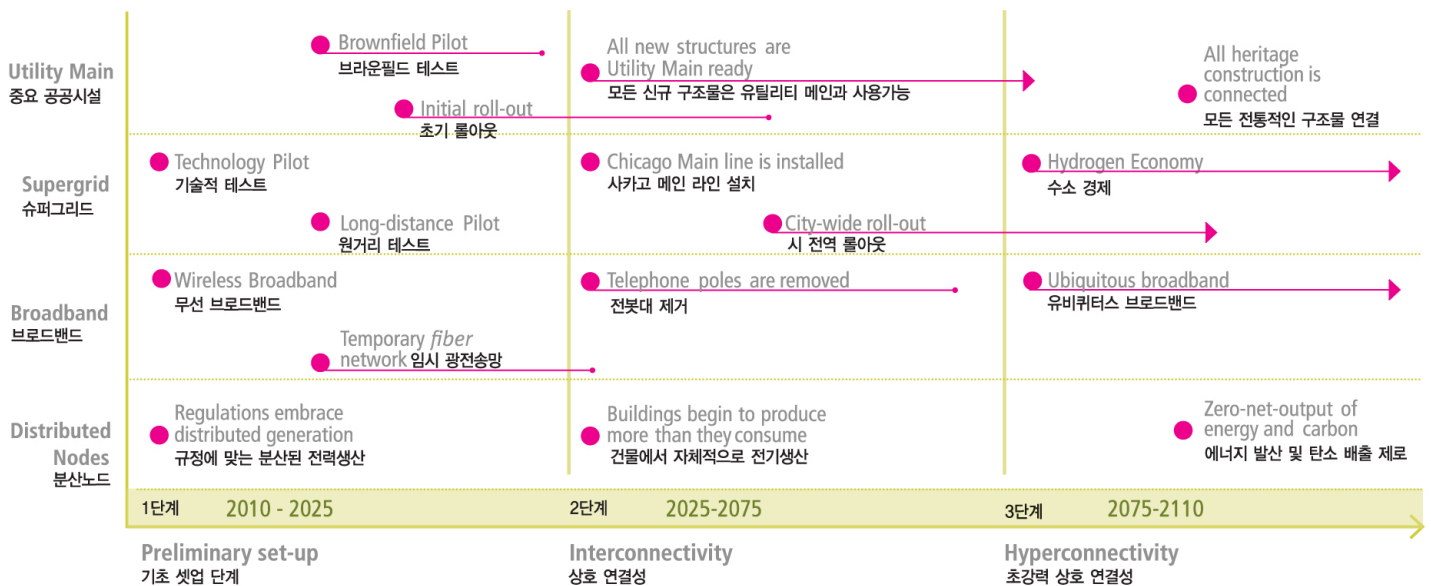 Utility Main
중요 공공시설
Brownfield Pilot
브라운필드 테스트
Initial roll-out
초기 롤아웃
All new structures are
Utility Main ready
모든 신규 구조물은 유틸리티 메인과 사용가능
All heritage
construction is
connected
모든 전통적인 구조물 연결
Supergrid
슈퍼그리드
Technology Pilot
기술적 테스트
Long-distance Pilot
원거리 테스트
Chicago Main line is installed
사카고 메인 라인 설치
City-wide roll-out
시 전역 롤아웃
Hydrogen Economy
수소 경제
Broadband
브로드밴드
Wireless Broadband
무선 브로드밴드
Temporary fiber
network 임시 광전송망
Telephone poles are removed
전봇대 제거
Ubiquitous broadband
유비쿼터스 브로드밴드
Distributed
Nodes
분산노드
Regulations embrace
distributed generation
규정에 맞는 분산된 전력생산
Buildings begin to produce
more than they consume
건물에서 자체적으로 전기생산
Zero-net-output of
energy and carbon
에너지 발산 및 탄소 배출 제로
1단계 2010 - 2025
2단계 2025-2075
3단계 2075-2110
Preliminary set-up
기초 셋업 단계
Interconnectivity
상호 연결성
Hyperconnectivity
초강력 상호 연결성